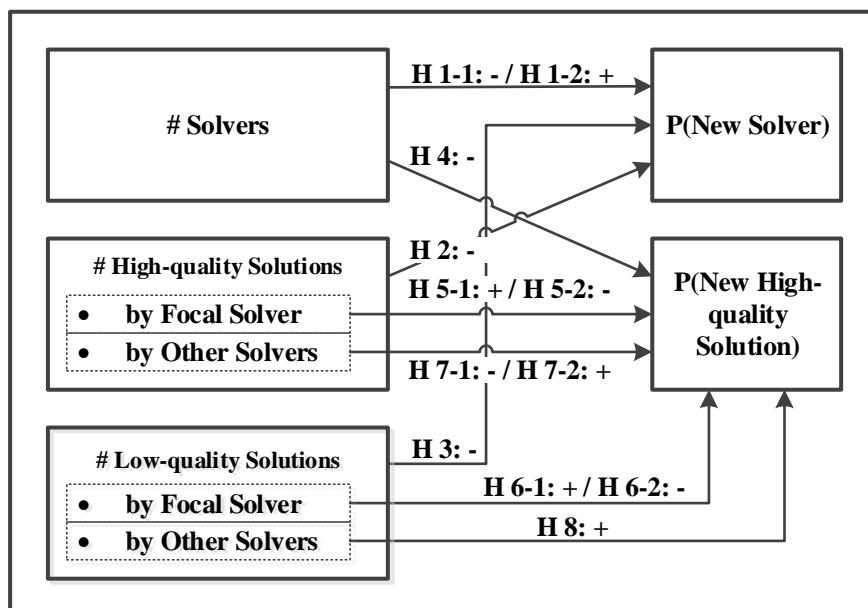 # Solvers
H 1-1: - / H 1-2: +
P(New Solver)
H 4: -
# High-quality Solutions
• by Focal Solver
• by Other Solvers
H 2: -
H 5-1: + / H 5-2: -
H 7-1: - / H 7-2: +
P(New High-
quality
Solution)
# Low-quality Solutions
• by Focal Solver
• by Other Solvers
H 3: -
H 6-1: + / H 6-2: -
H 8: +